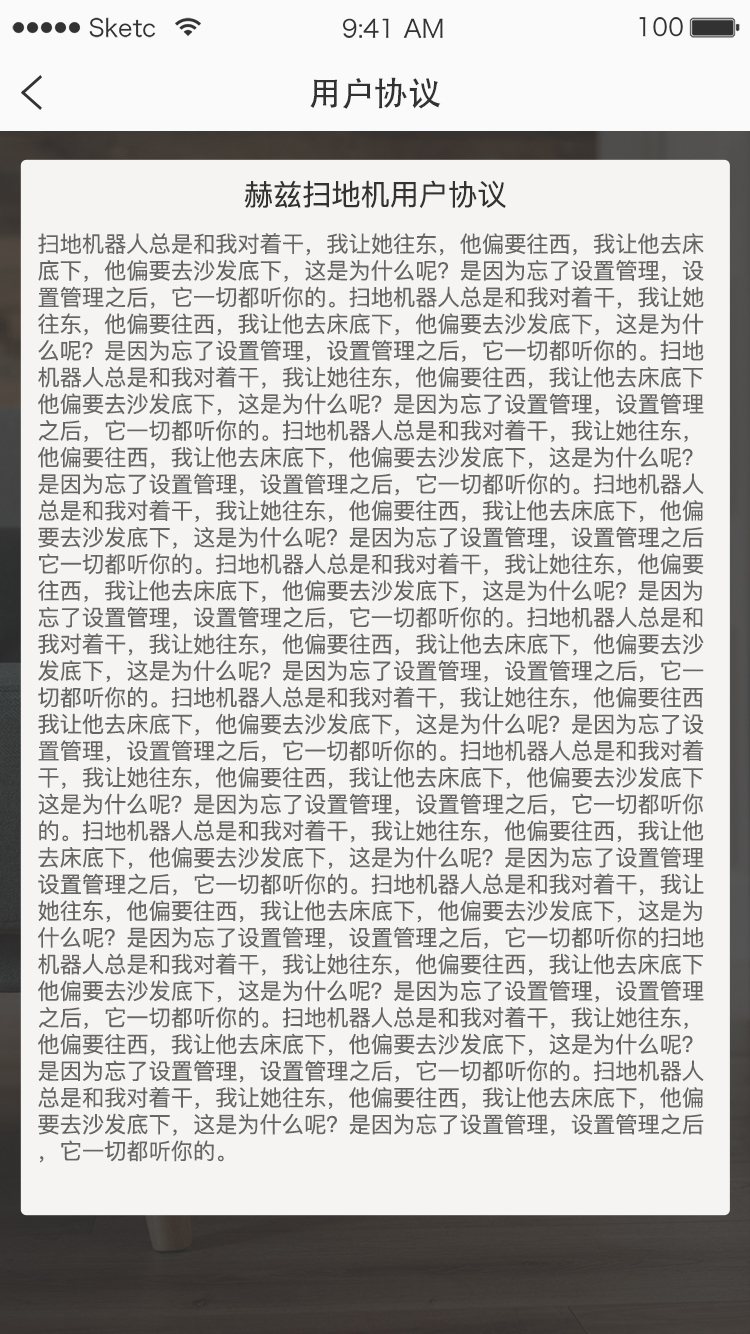 ●●●●● Sketc 9:41 AM 100
用户协议
赫兹扫地机用户协议
扫地机器人总是和我对着干，我让她往东，他偏要往西，我让他去床
底下，他偏要去沙发底下，这是为什么呢？是因为忘了设置管理，设
置管理之后，它一切都听你的。扫地机器人总是和我对着干，我让她
往东，他偏要往西，我让他去床底下，他偏要去沙发底下，这是为什
么呢？是因为忘了设置管理，设置管理之后，它一切都听你的。扫地
机器人总是和我对着干，我让她往东，他偏要往西，我让他去床底下
他偏要去沙发底下，这是为什么呢？是因为忘了设置管理，设置管理
之后，它一切都听你的。扫地机器人总是和我对着干，我让她往东，
他偏要往西，我让他去床底下，他偏要去沙发底下，这是为什么呢？
是因为忘了设置管理，设置管理之后，它一切都听你的。扫地机器人
总是和我对着干，我让她往东，他偏要往西，我让他去床底下，他偏
要去沙发底下，这是为什么呢？是因为忘了设置管理，设置管理之后
它一切都听你的。扫地机器人总是和我对着干，我让她往东，他偏要
往西，我让他去床底下，他偏要去沙发底下，这是为什么呢？是因为
忘了设置管理，设置管理之后，它一切都听你的。扫地机器人总是和
我对着干，我让她往东，他偏要往西，我让他去床底下，他偏要去沙
发底下，这是为什么呢？是因为忘了设置管理，设置管理之后，它一
切都听你的。扫地机器人总是和我对着干，我让她往东，他偏要往西
我让他去床底下，他偏要去沙发底下，这是为什么呢？是因为忘了设
置管理，设置管理之后，它一切都听你的。扫地机器人总是和我对着
干，我让她往东，他偏要往西，我让他去床底下，他偏要去沙发底下
这是为什么呢？是因为忘了设置管理，设置管理之后，它一切都听你
的。扫地机器人总是和我对着干，我让她往东，他偏要往西，我让他
去床底下，他偏要去沙发底下，这是为什么呢？是因为忘了设置管理
设置管理之后，它一切都听你的。扫地机器人总是和我对着干，我让
她往东，他偏要往西，我让他去床底下，他偏要去沙发底下，这是为
什么呢？是因为忘了设置管理，设置管理之后，它一切都听你的扫地
机器人总是和我对着干，我让她往东，他偏要往西，我让他去床底下
他偏要去沙发底下，这是为什么呢？是因为忘了设置管理，设置管理
之后，它一切都听你的。扫地机器人总是和我对着干，我让她往东，
他偏要往西，我让他去床底下，他偏要去沙发底下，这是为什么呢？
是因为忘了设置管理，设置管理之后，它一切都听你的。扫地机器人
总是和我对着干，我让她往东，他偏要往西，我让他去床底下，他偏
要去沙发底下，这是为什么呢？是因为忘了设置管理，设置管理之后
，它一切都听你的。